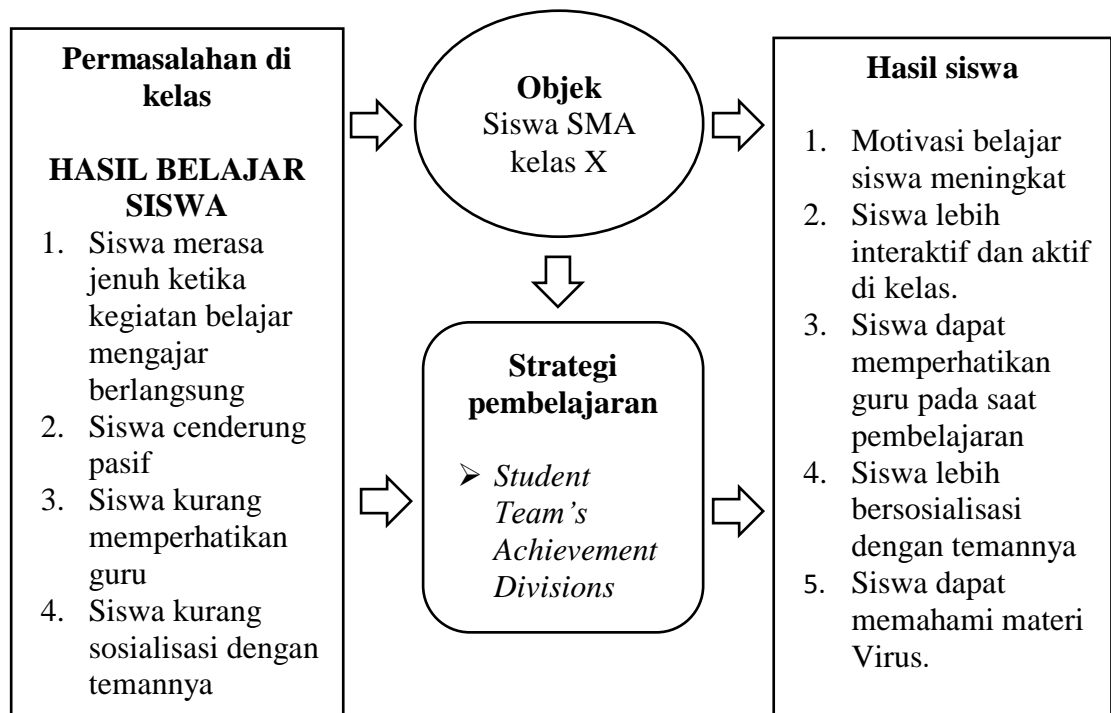 Permasalahan di
kelas
HASIL BELAJAR
SISWA
1. Siswa merasa
jenuh ketika
kegiatan belajar
mengajar
berlangsung
2. Siswa cenderung
pasif
3. Siswa kurang
memperhatikan
guru
4. Siswa kurang
sosialisasi dengan
temannya
Objek
Siswa SMA
kelas X
Strategi
pembelajaran
➢ Student
Team’s
Achievement
Divisions
Hasil siswa
1. Motivasi belajar
siswa meningkat
2. Siswa lebih
interaktif dan aktif
di kelas.
3. Siswa dapat
memperhatikan
guru pada saat
pembelajaran
4. Siswa lebih
bersosialisasi
dengan temannya
5. Siswa dapat
memahami materi
Virus.